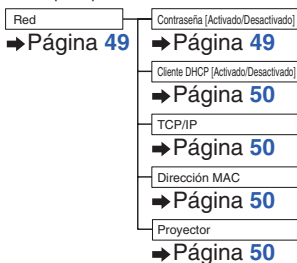 Red
➡Página 49
Contraseña [Activado/Desactivado]
➡Página 49
Cliente DHCP [Activado/Desactivado]
➡Página 50
TCP/IP
➡Página 50
Dirección MAC
➡Página 50
Proyector
➡Página 50